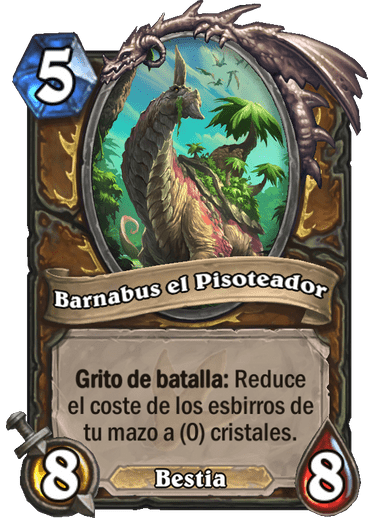 5
Barnabus el Pisoteador
Grito de batalla: Reduce
el coste de los esbirros de
tu mazo a (0) cristales.
8
Bestia
8